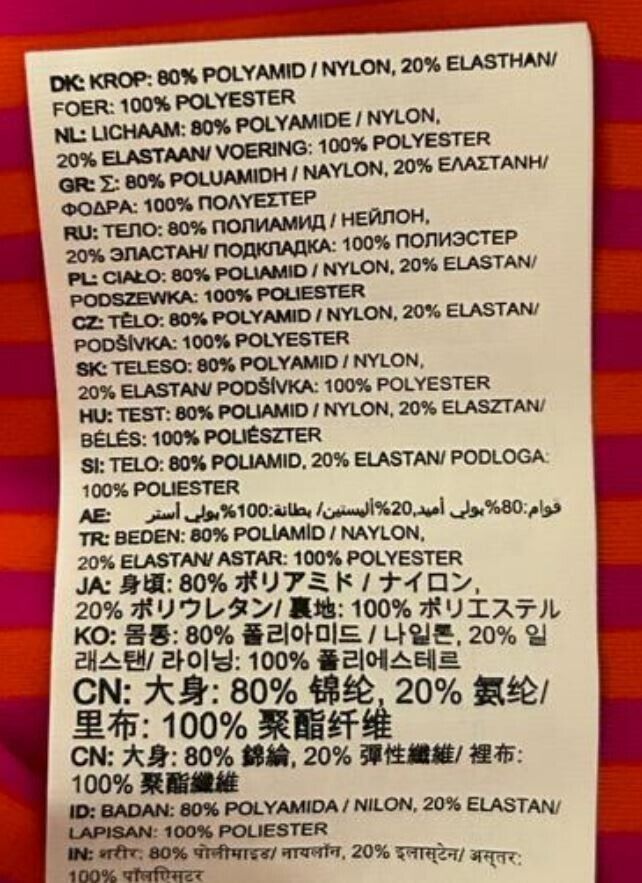 DK: KROP: 80% POLYAMID / NYLON, 20% ELASTHAN/
FOER: 100% POLYESTER
NL: LICHAAM: 80% POLYAMIDE / NYLON,
20% ELASTAAN/ VOERING: 100% POLYESTER
GR: Σ: 80% POLUAMIDH / NAYLON, 20% ΕΛΑΣΤΑΝΗ/
ΦΟΔΡΑ: 100% ΠΟΛΥΕΣΤΕΡ
RU: ТЕЛО: 80% ПОЛИАМИД / НЕЙЛОН,
20% ЭЛАСТАН/ ПОДКЛАДКА: 100% ПОЛИЭСТЕР
PL: CIAŁO: 80% POLIAMID / NYLON, 20% ELASTAN/
PODSZEWKA: 100% POLIESTER
CZ: TĚLO: 80% POLYAMID / NYLON, 20% ELASTAN/
PODŠÍVKA: 100% POLYESTER
SK: TELESO: 80% POLYAMID / NYLON,
20% ELASTAN/ PODŠÍVKA: 100% POLYESTER
HU: TEST: 80% POLIAMID / NYLON, 20% ELASZTAN/
BÉLÉS: 100% POLIÉSZTER
SI: TELO: 80% POLIAMID, 20% ELASTAN/ PODLOGA:
100% POLIESTER
AE: قوام:80%بولي أميد,20%أليستين/ بطانة:100%بولي أستر
TR: BEDEN: 80% POLİAMİD / NAYLON,
20% ELASTAN/ ASTAR: 100% POLYESTER
JA: 身頃: 80% ポリアミド / ナイロン,
20% ポリウレタン/ 裏地: 100% ポリエステル
KO: 몸통: 80% 폴리아미드 / 나일론, 20% 일
래스탠/ 라이닝: 100% 폴리에스테르
CN: 大身: 80% 锦纶, 20% 氨纶/
里布: 100% 聚酯纤维
CN: 大身: 80% 錦綸, 20% 彈性纖維/ 裡布:
100% 聚酯纖維
ID: BADAN: 80% POLYAMIDA / NILON, 20% ELASTAN/
LAPISAN: 100% POLIESTER
IN: शरीर: 80% पोलीमाइड/ नायलॉन, 20% इलास्टेन/ अस्तर:
100% पॉलिएस्टर